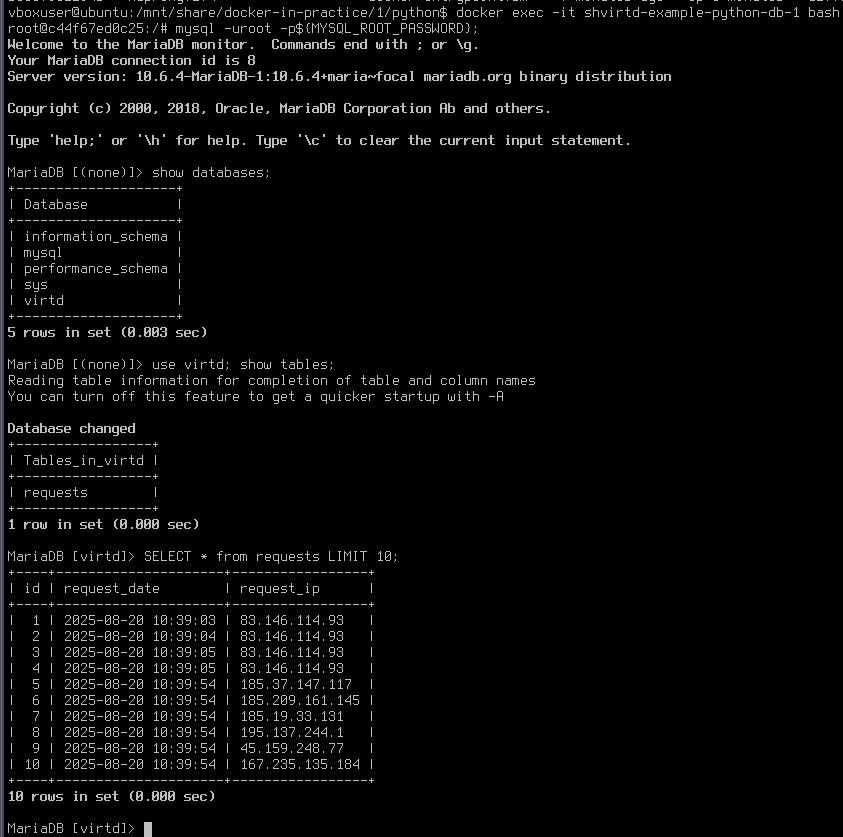 vboxuser@ubuntu:/mnt/share/docker-in-practice/1/python$ docker exec -it shvirtd-example-python-db-1 bash
root@c44f67ed0c25:/# mysql -uroot -p${MYSQL_ROOT_PASSWORD};
Welcome to the MariaDB monitor.  Commands end with ; or \g.
Your MariaDB connection id is 8
Server version: 10.6.4-MariaDB-1:10.6.4+maria~focal mariadb.org binary distribution
Copyright (c) 2000, 2018, Oracle, MariaDB Corporation Ab and others.
Type 'help;' or '\h' for help. Type '\c' to clear the current input statement.
MariaDB [(none)]> show databases;
+--------------------+
| Database           |
+--------------------+
| information_schema |
| mysql              |
| performance_schema |
| sys                |
| virtd              |
+--------------------+
5 rows in set (0.003 sec)
MariaDB [(none)]> use virtd; show tables;
Reading table information for completion of table and column names
You can turn off this feature to get a quicker startup with -A
Database changed
+-----------------+
| Tables_in_virtd |
+-----------------+
| requests        |
+-----------------+
1 row in set (0.000 sec)
MariaDB [virtd]> SELECT * from requests LIMIT 10;
+----+---------------------+-----------------+
| id | request_date        | request_ip      |
+----+---------------------+-----------------+
|  1 | 2025-08-20 10:39:03 | 83.146.114.93   |
|  2 | 2025-08-20 10:39:04 | 83.146.114.93   |
|  3 | 2025-08-20 10:39:05 | 83.146.114.93   |
|  4 | 2025-08-20 10:39:05 | 83.146.114.93   |
|  5 | 2025-08-20 10:39:54 | 185.37.147.117  |
|  6 | 2025-08-20 10:39:54 | 185.209.161.145 |
|  7 | 2025-08-20 10:39:54 | 185.19.33.131   |
|  8 | 2025-08-20 10:39:54 | 195.137.244.1   |
|  9 | 2025-08-20 10:39:54 | 45.159.248.77   |
| 10 | 2025-08-20 10:39:54 | 167.235.135.184 |
+----+---------------------+-----------------+
10 rows in set (0.000 sec)
MariaDB [virtd]>